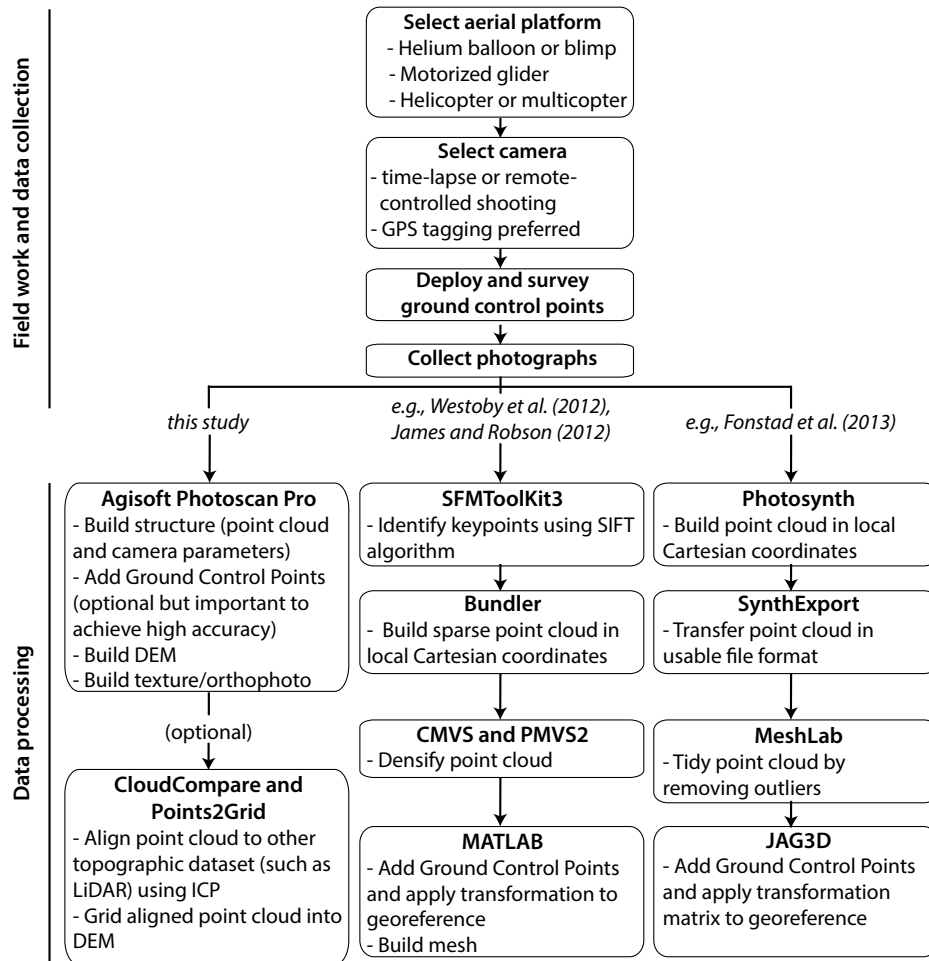 Field work and data collection
Select aerial platform
- Helium balloon or blimp
- Motorized glider
- Helicopter or multicopter
Select camera
- time-lapse or remote-
controlled shooting
- GPS tagging preferred
Deploy and survey
ground control points
Collect photographs
this study
e.g., Westoby et al. (2012),
James and Robson (2012)
e.g., Fonstad et al. (2013)
Data processing
Agisoft Photoscan Pro
- Build structure (point cloud
and camera parameters)
- Add Ground Control Points
(optional but important to
achieve high accuracy)
- Build DEM
- Build texture/orthophoto
(optional)
CloudCompare and
Points2Grid
- Align point cloud to other
topographic dataset (such as
LiDAR) using ICP
- Grid aligned point cloud into
DEM
SFMToolKit3
- Identify keypoints using SIFT
algorithm
Bundler
- Build sparse point cloud in
local Cartesian coordinates
CMVS and PMVS2
- Densify point cloud
MATLAB
- Add Ground Control Points
and apply transformation to
georeference
- Build mesh
Photosynth
- Build point cloud in local
Cartesian coordinates
SynthExport
- Transfer point cloud in
usable file format
MeshLab
- Tidy point cloud by
removing outliers
JAG3D
- Add Ground Control Points
and apply transformation
matrix to georeference